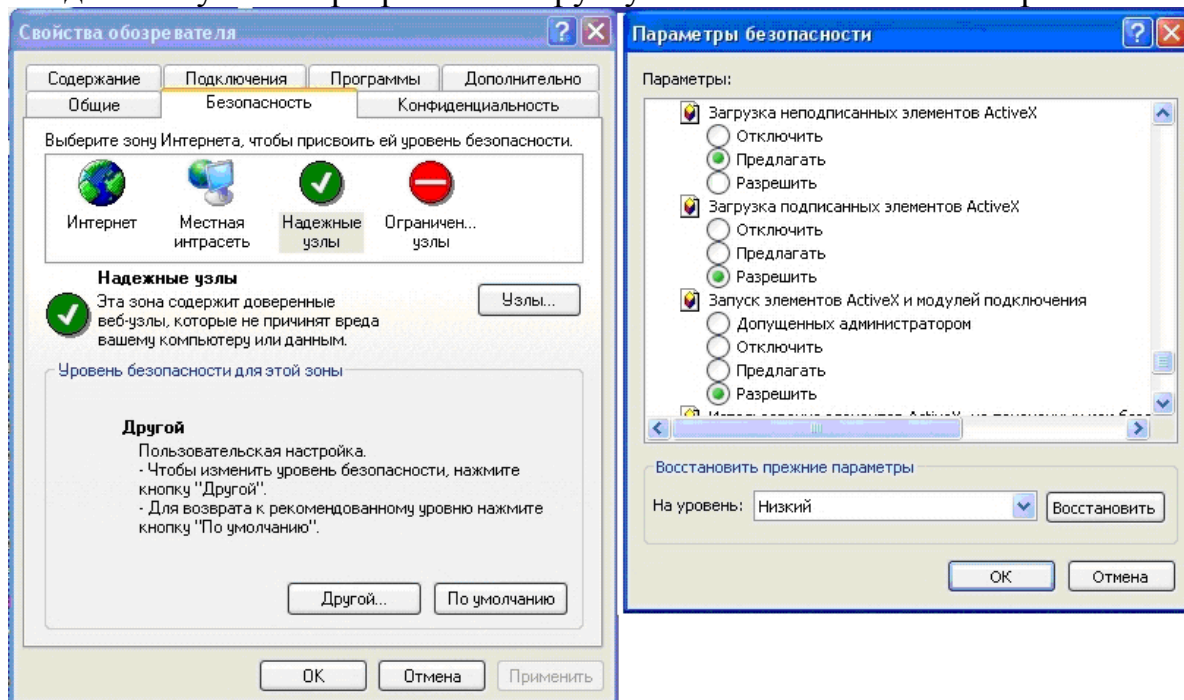 Свойства обозревателя
Содержание Подключения Программы Дополнительно
Общие Безопасность Конфиденциальность
Выберите зону Интернета, чтобы присвоить ей уровень безопасности.
Интернет
Местная
интрасеть
Надежные
узлы
Ограничен...
узлы
Надежные узлы
Эта зона содержит доверенные
веб-узлы, которые не причинят вреда
вашему компьютеру или данным.
Узлы...
Уровень безопасности для этой зоны
Другой
Пользовательская настройка.
- Чтобы изменить уровень безопасности, нажмите
кнопку "Другой".
- Для возврата к рекомендованному уровню нажмите
кнопку "По умолчанию".
Другой... По умолчанию
OK Отмена Применить
Параметры безопасности
Параметры:
Загрузка неподписанных элементов ActiveX
Отключить
Предлагать
Разрешить
Загрузка подписанных элементов ActiveX
Отключить
Предлагать
Разрешить
Запуск элементов ActiveX и модулей подключения
Допущенных администратором
Отключить
Предлагать
Разрешить
Восстановить прежние параметры
На уровень: Низкий Восстановить
OK Отмена